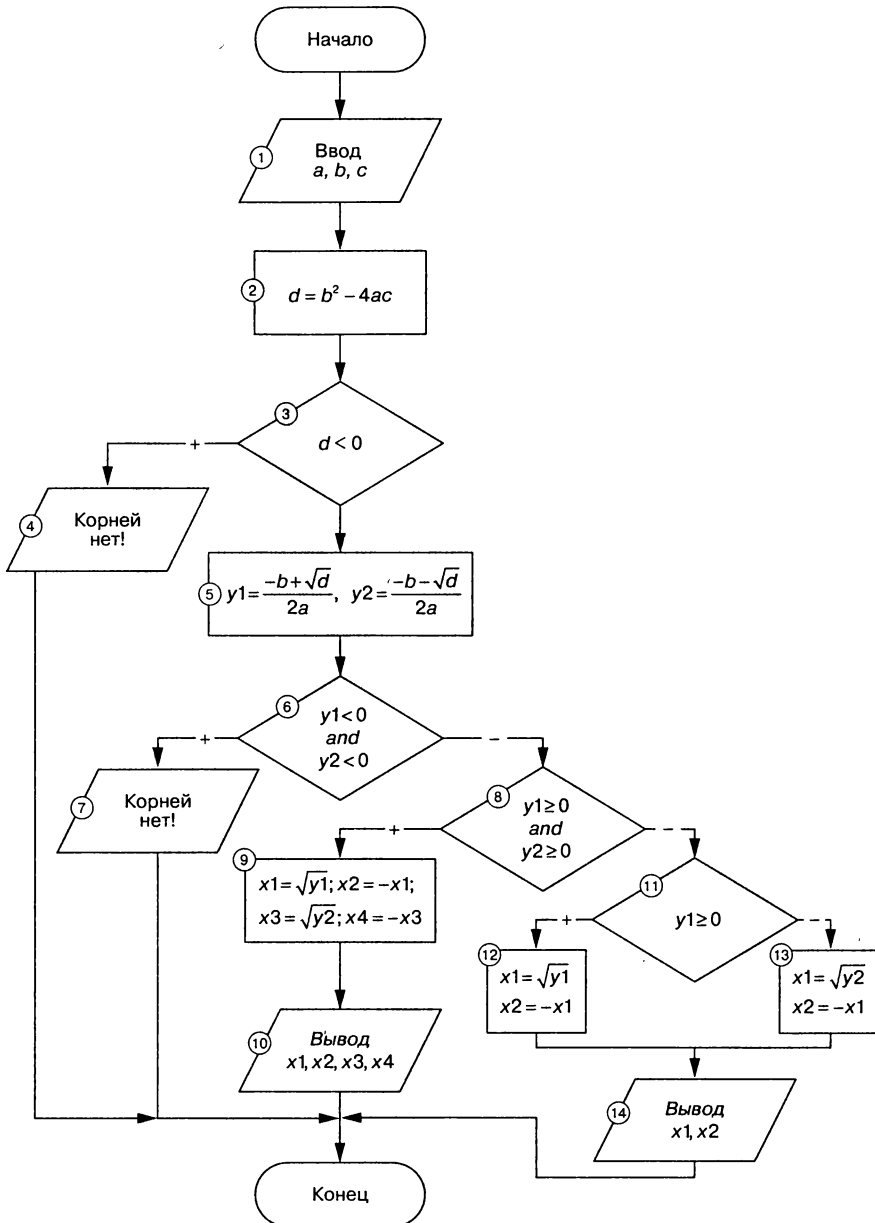 Начало
1
Ввод
a, b, c
2
d = b² − 4ac
3
d < 0
+
4
Корней
нет!
5
y1 = (−b + √d)/2a, y2 = (−b − √d)/2a
6
y1 < 0
and
y2 < 0
+
−
7
Корней
нет!
8
y1 ≥ 0
and
y2 ≥ 0
+
−
9
x1 = √y1; x2 = −x1;
x3 = √y2; x4 = −x3
10
Вывод
x1, x2, x3, x4
11
y1 ≥ 0
+
−
12
x1 = √y1
x2 = −x1
13
x1 = √y2
x2 = −x1
14
Вывод
x1, x2
Конец